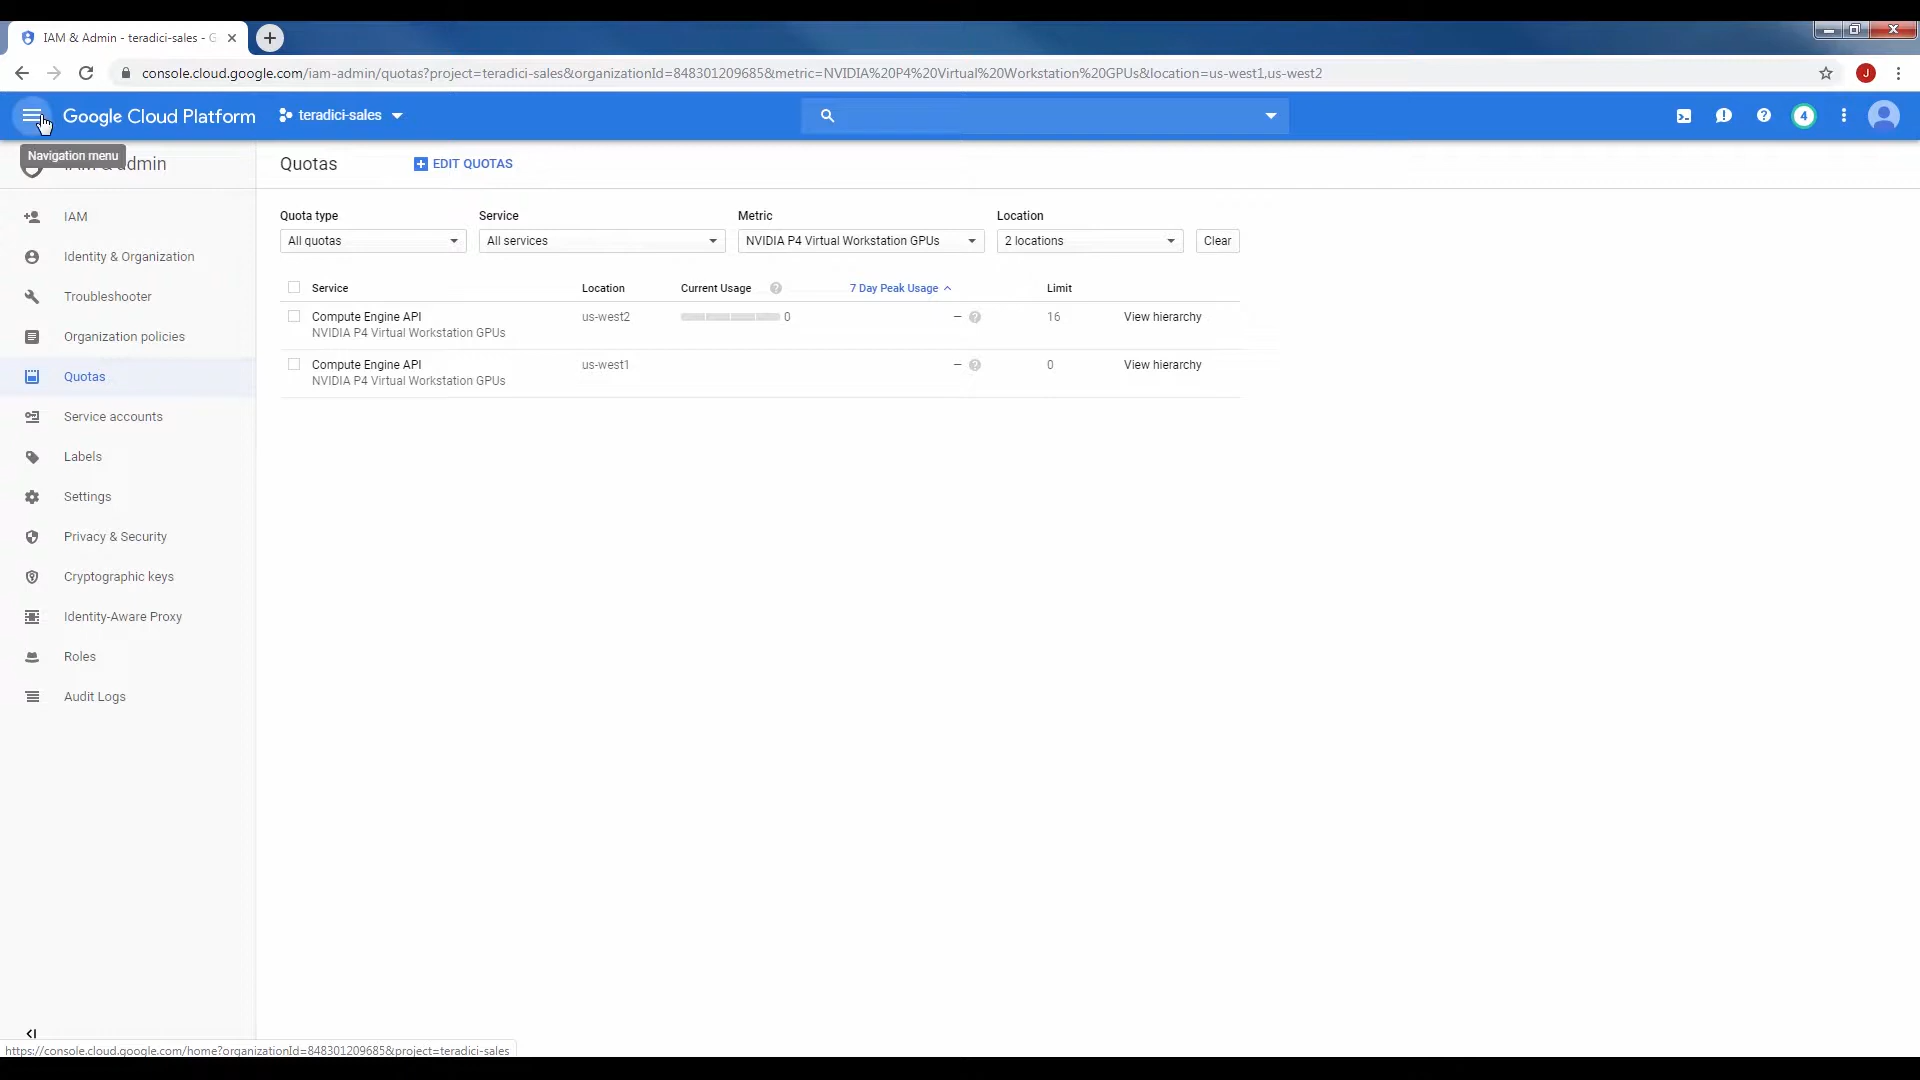 IAM & Admin - teradici-sales - G
console.cloud.google.com/iam-admin/quotas?project=teradici-sales&organizationId=848301209685&metric=NVIDIA%20P4%20Virtual%20Workstation%20GPUs&location=us-west1,us-west2
J
Google Cloud Platform
teradici-sales
4
Navigation menu
Quotas
EDIT QUOTAS
IAM
Identity & Organization
Troubleshooter
Organization policies
Quotas
Service accounts
Labels
Settings
Privacy & Security
Cryptographic keys
Identity-Aware Proxy
Roles
Audit Logs
Quota type
Service
Metric
Location
All quotas
All services
NVIDIA P4 Virtual Workstation GPUs
2 locations
Clear
Service
Location
Current Usage
7 Day Peak Usage
Limit
Compute Engine API
NVIDIA P4 Virtual Workstation GPUs
us-west2
0
–
16
View hierarchy
Compute Engine API
NVIDIA P4 Virtual Workstation GPUs
us-west1
–
0
View hierarchy
https://console.cloud.google.com/home?organizationId=848301209685&project=teradici-sales